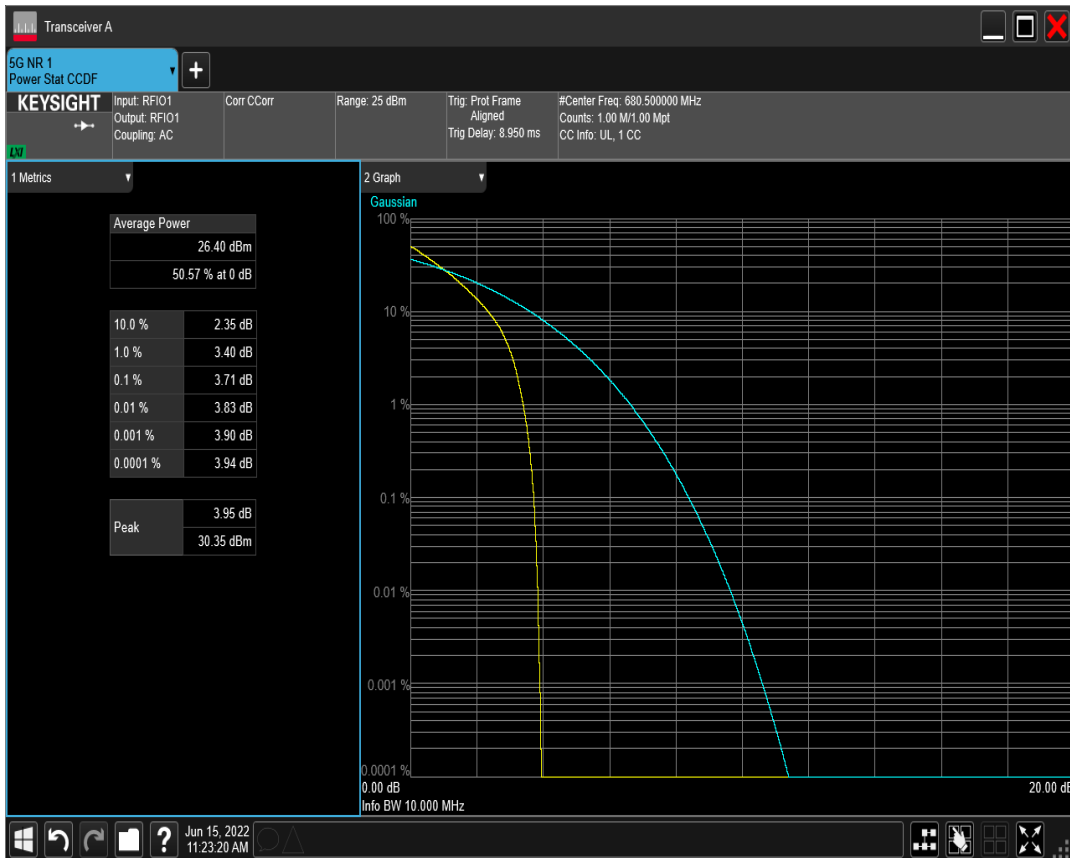 Transceiver A
5G NR 1
Power Stat CCDF
+
KEYSIGHT
LXI
Input: RFIO1
Output: RFIO1
Coupling: AC
Corr CCorr
Range: 25 dBm
Trig: Prot Frame
Aligned
Trig Delay: 8.950 ms
#Center Freq: 680.500000 MHz
Counts: 1.00 M/1.00 Mpt
CC Info: UL, 1 CC
1 Metrics
Average Power
26.40 dBm
50.57 % at 0 dB
10.0 % 2.35 dB
1.0 % 3.40 dB
0.1 % 3.71 dB
0.01 % 3.83 dB
0.001 % 3.90 dB
0.0001 % 3.94 dB
Peak 3.95 dB
30.35 dBm
2 Graph
Gaussian
100 %
10 %
1 %
0.1 %
0.01 %
0.001 %
0.0001 %
0.00 dB 20.00 dB
Info BW 10.000 MHz
? Jun 15, 2022
11:23:20 AM